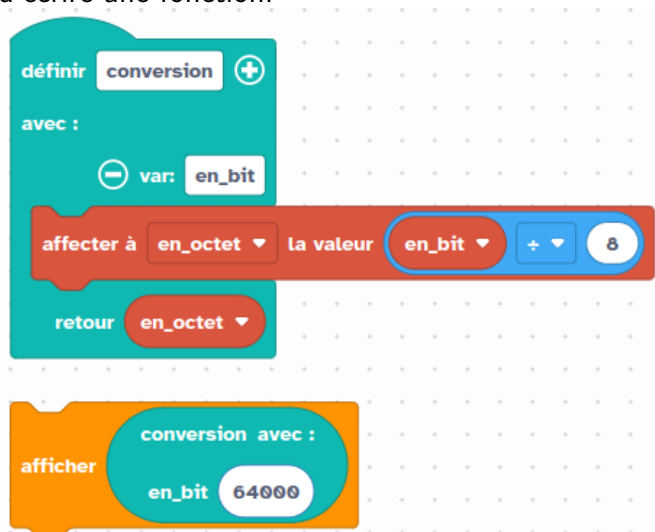 définir conversion
avec :
var: en_bit
affecter à en_octet la valeur en_bit ÷ 8
retour en_octet
conversion avec :
afficher
en_bit 64000